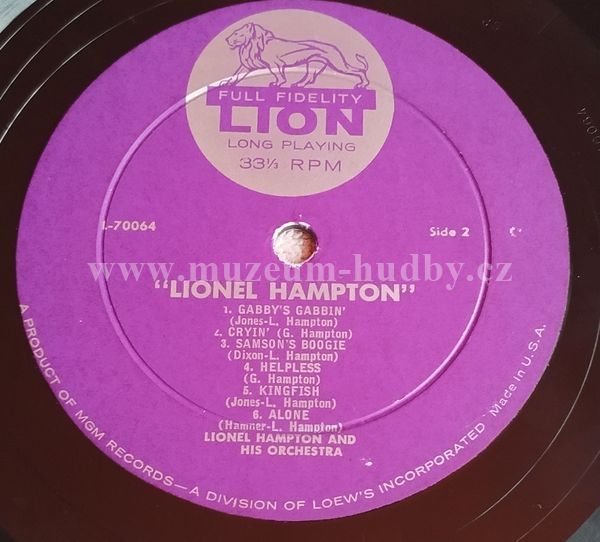 FULL FIDELITY
LION
LONG PLAYING
33⅓ RPM
L-70064
Side 2
www.muzeum-hudby.cz
"LIONEL HAMPTON"
1. GABBY'S GABBIN'
(Jones-L. Hampton)
2. CRYIN' (G. Hampton)
3. SAMSON'S BOOGIE
(Dixon-L. Hampton)
4. HELPLESS
(G. Hampton)
5. KINGFISH
(Jones-L. Hampton)
6. ALONE
(Hamner-L. Hampton)
LIONEL HAMPTON AND
HIS ORCHESTRA
A PRODUCT OF MGM RECORDS—A DIVISION OF LOEW'S INCORPORATED Made in U.S.A.